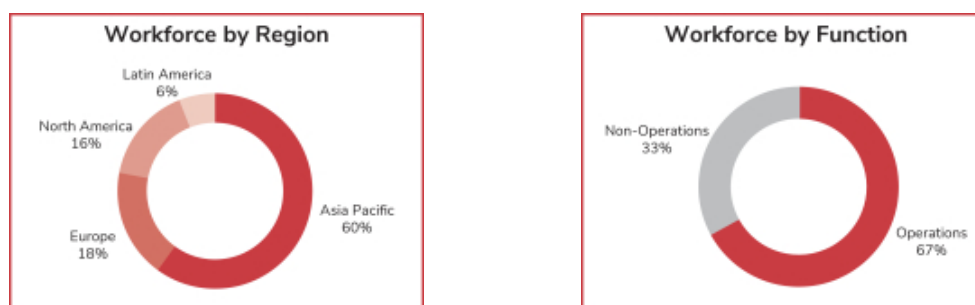 Workforce by Region
Latin America
6%
North America
16%
Asia Pacific
60%
Europe
18%
Workforce by Function
Non-Operations
33%
Operations
67%